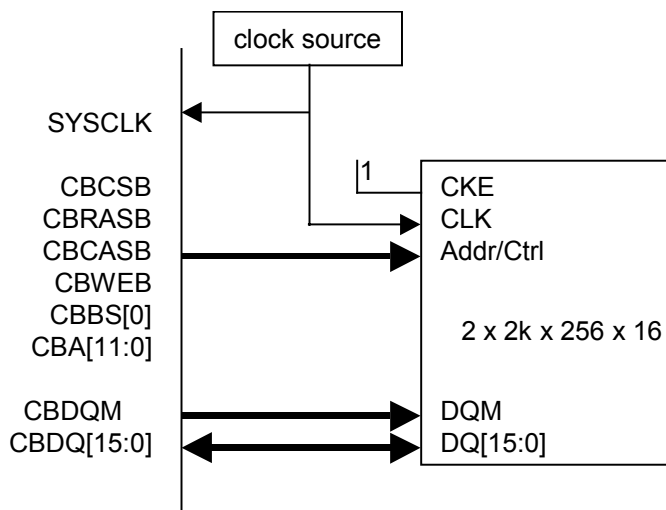 clock source
SYSCLK
1
CBCSB
CKE
CBRASB
CLK
CBCASB
Addr/Ctrl
CBWEB
CBBS[0]
2 x 2k x 256 x 16
CBA[11:0]
CBDQM
DQM
CBDQ[15:0]
DQ[15:0]